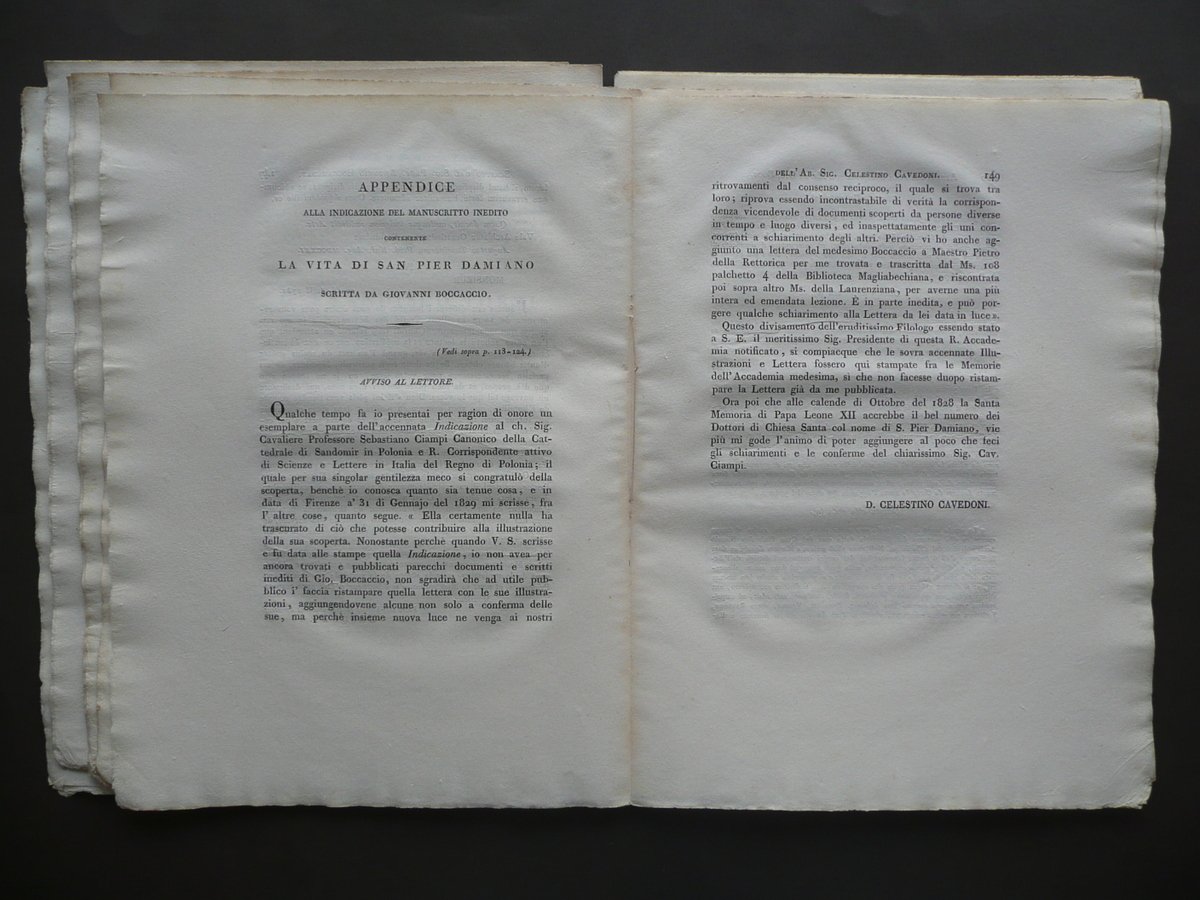 APPENDICE
ALLA INDICAZIONE DEL MANUSCRITTO INEDITO
CONTENENTE
LA VITA DI SAN PIER DAMIANO
SCRITTA DA GIOVANNI BOCCACCIO.
(Vedi sopra p. 113-124.)
AVVISO AL LETTORE.
Qualche tempo fa io presentai per ragion di onore un
esemplare a parte dell'accennata Indicazione al ch. Sig.
Cavaliere Professore Sebastiano Ciampi Canonico della Cat-
tedrale di Sandomir in Polonia e R. Corrispondente attivo
di Scienze e Lettere in Italia del Regno di Polonia; il
quale per sua singolar gentilezza meco si congratulò della
scoperta, benchè io conosca quanto sia tenue cosa, e in
data di Firenze a' 31 di Gennajo del 1829 mi scrisse, fra
l' altre cose, quanto segue. « Ella certamente nulla ha
trascurato di ciò che potesse contribuire alla illustrazione
della sua scoperta. Nonostante perchè quando V. S. scrisse
e fu data alle stampe quella Indicazione, io non avea per
ancora trovati e pubblicati parecchi documenti e scritti
inediti di Gio. Boccaccio, non sgradirà che ad utile pub-
blico i' faccia ristampare quella lettera con le sue illustra-
zioni, aggiungendovene alcune non solo a conferma delle
sue, ma perchè insieme nuova luce ne venga ai nostri
DELL'AB. SIG. CELESTINO CAVEDONI. 149
ritrovamenti dal consenso reciproco, il quale si trova tra
loro; riprova essendo incontrastabile di verità la corrispon-
denza vicendevole di documenti scoperti da persone diverse
in tempo e luogo diversi, ed inaspettatamente gli uni con-
correnti a schiarimento degli altri. Perciò vi ho anche ag-
giunto una lettera del medesimo Boccaccio a Maestro Pietro
della Rettorica per me trovata e trascritta dal Ms. 108
palchetto 4 della Biblioteca Magliabechiana, e riscontrata
poi sopra altro Ms. della Laurenziana, per averne una più
intera ed emendata lezione. È in parte inedita, e può por-
gere qualche schiarimento alla Lettera da lei data in luce».
Questo divisamento dell'eruditissimo Filologo essendo stato
a S. E. il meritissimo Sig. Presidente di questa R. Accade-
mia notificato, si compiacque che le sovra accennate Illu-
strazioni e Lettera fossero qui stampate fra le Memorie
dell'Accademia medesima, sì che non facesse duopo ristam-
pare la Lettera già da me pubblicata.
Ora poi che alle calende di Ottobre del 1828 la Santa
Memoria di Papa Leone XII accrebbe il bel numero dei
Dottori di Chiesa Santa col nome di S. Pier Damiano, vie
più mi gode l'animo di poter aggiungere al poco che feci
gli schiarimenti e le conferme del chiarissimo Sig. Cav.
Ciampi.
D. CELESTINO CAVEDONI.